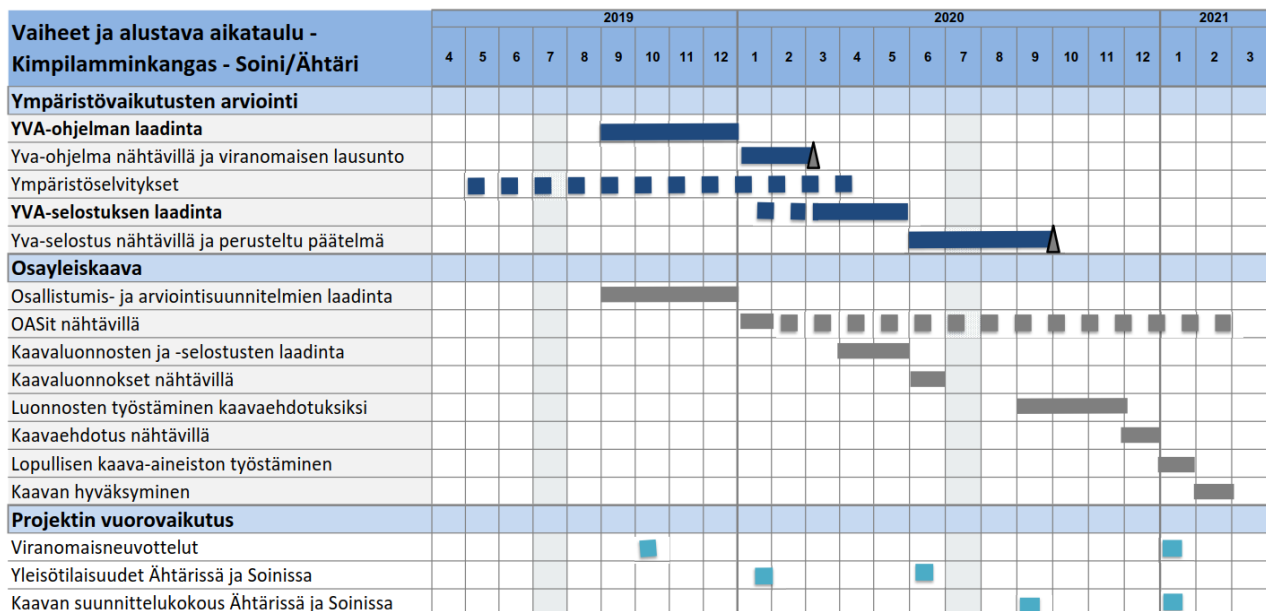 2019 2020 2021
Vaiheet ja alustava aikataulu -
Kimpilamminkangas - Soini/Ähtäri
4 5 6 7 8 9 10 11 12 1 2 3 4 5 6 7 8 9 10 11 12 1 2 3
Ympäristövaikutusten arviointi
YVA-ohjelman laadinta
Yva-ohjelma nähtävillä ja viranomaisen lausunto
Ympäristöselvitykset
YVA-selostuksen laadinta
Yva-selostus nähtävillä ja perusteltu päätelmä
Osayleiskaava
Osallistumis- ja arviointisuunnitelmien laadinta
OASit nähtävillä
Kaavaluonnosten ja -selostusten laadinta
Kaavaluonnokset nähtävillä
Luonnosten työstäminen kaavaehdotuksiksi
Kaavaehdotus nähtävillä
Lopullisen kaava-aineiston työstäminen
Kaavan hyväksyminen
Projektin vuorovaikutus
Viranomaisneuvottelut
Yleisötilaisuudet Ähtärissä ja Soinissa
Kaavan suunnittelukokous Ähtärissä ja Soinissa